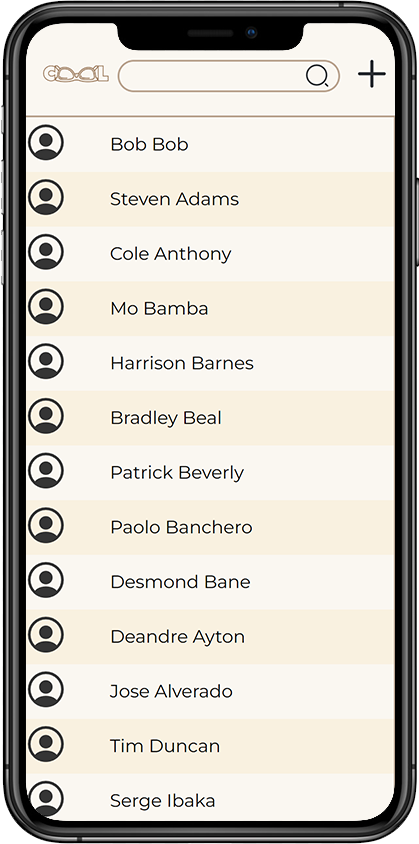 COOL
Bob Bob
Steven Adams
Cole Anthony
Mo Bamba
Harrison Barnes
Bradley Beal
Patrick Beverly
Paolo Banchero
Desmond Bane
Deandre Ayton
Jose Alverado
Tim Duncan
Serge Ibaka